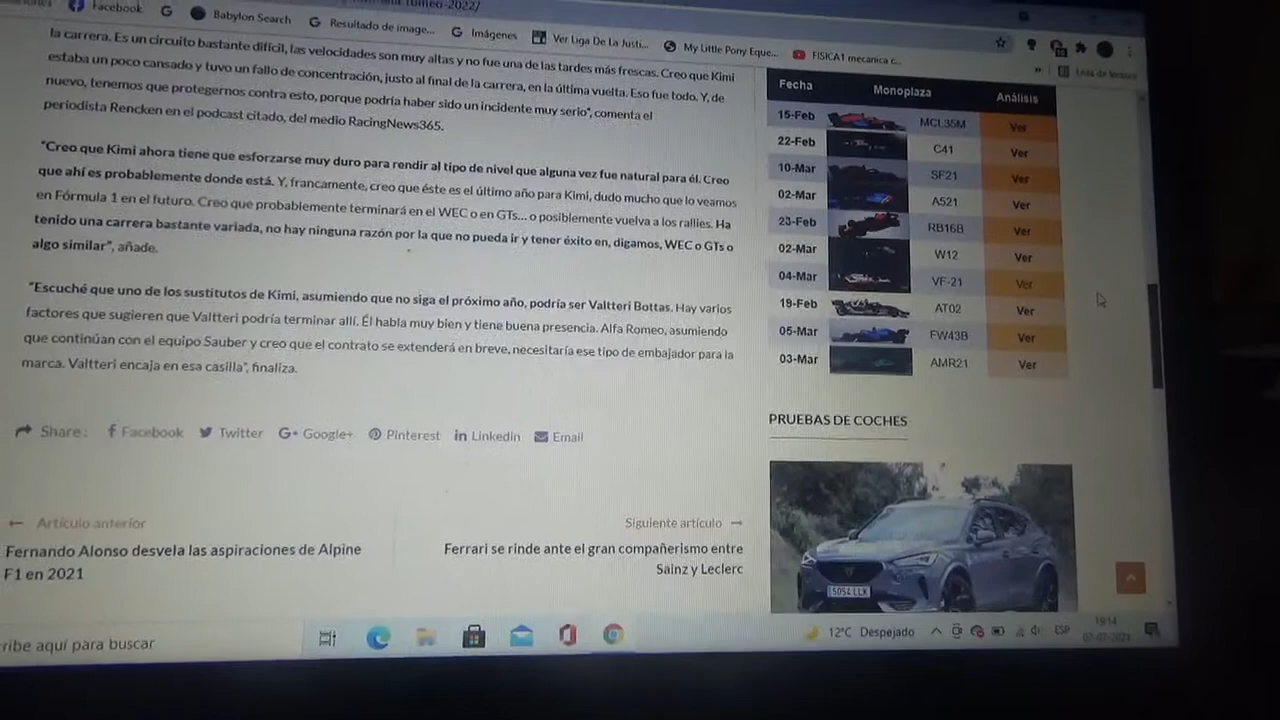 Facebook
Babylon Search
Resultado de image...
Imágenes
Ver Liga De La Justi...
My Little Pony Eque...
FISICA1 mecanica c...
»
la carrera. Es un circuito bastante difícil, las velocidades son muy altas y no fue una de las tardes más frescas. Creo que Kimi
estaba un poco cansado y tuvo un fallo de concentración, justo al final de la carrera, en la última vuelta. Eso fue todo. Y, de
nuevo, tenemos que protegernos contra esto, porque podría haber sido un incidente muy serio", comenta el
periodista Rencken en el podcast citado, del medio RacingNews365.
"Creo que Kimi ahora tiene que esforzarse muy duro para rendir al tipo de nivel que alguna vez fue natural para él. Creo
que ahí es probablemente donde está. Y, francamente, creo que éste es el último año para Kimi, dudo mucho que lo veamos
en Fórmula 1 en el futuro. Creo que probablemente terminará en el WEC o en GTs... o posiblemente vuelva a los rallies. Ha
tenido una carrera bastante variada, no hay ninguna razón por la que no pueda ir y tener éxito en, digamos, WEC o GTs o
algo similar", añade.
"Escuché que uno de los sustitutos de Kimi, asumiendo que no siga el próximo año, podría ser Valtteri Bottas. Hay varios
factores que sugieren que Valtteri podría terminar allí. Él habla muy bien y tiene buena presencia. Alfa Romeo, asumiendo
que continúan con el equipo Sauber y creo que el contrato se extenderá en breve, necesitaría ese tipo de embajador para la
marca. Valtteri encaja en esa casilla", finaliza.
Share: Facebook Twitter Google+ Pinterest Linkedin Email
← Artículo anterior
Fernando Alonso desvela las aspiraciones de Alpine
F1 en 2021
Siguiente artículo →
Ferrari se rinde ante el gran compañerismo entre
Sainz y Leclerc
Fecha Monoplaza Análisis
15-Feb MCL35M Ver
22-Feb C41 Ver
10-Mar SF21 Ver
02-Mar A521 Ver
23-Feb RB16B Ver
02-Mar W12 Ver
04-Mar VF-21 Ver
19-Feb AT02 Ver
05-Mar FW43B Ver
03-Mar AMR21 Ver
PRUEBAS DE COCHES
5054 LLK
aquí para buscar
12°C Despejado
ESP
19:14